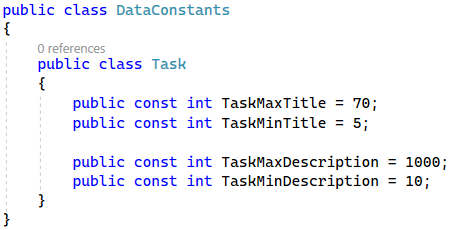 public class DataConstants
{
0 references
public class Task
{
public const int TaskMaxTitle = 70;
public const int TaskMinTitle = 5;
public const int TaskMaxDescription = 1000;
public const int TaskMinDescription = 10;
}
}